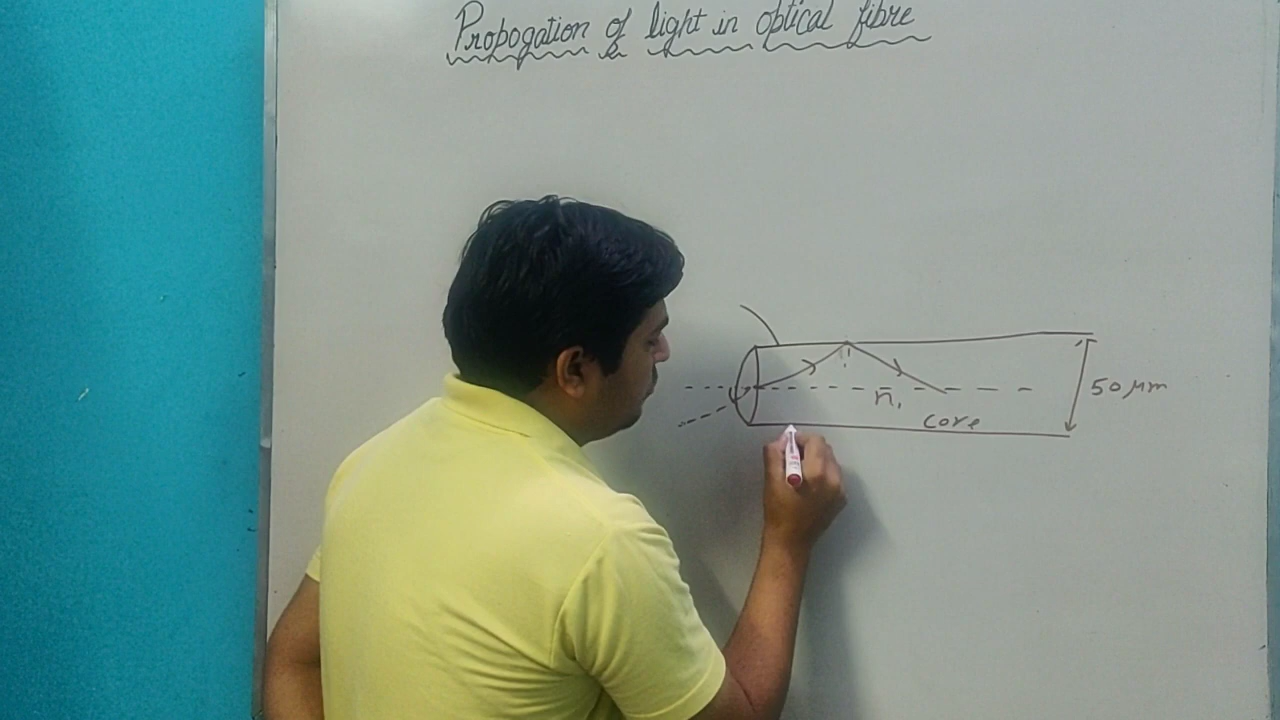 Propogation of light in optical fibre
50 μm
n₁
core